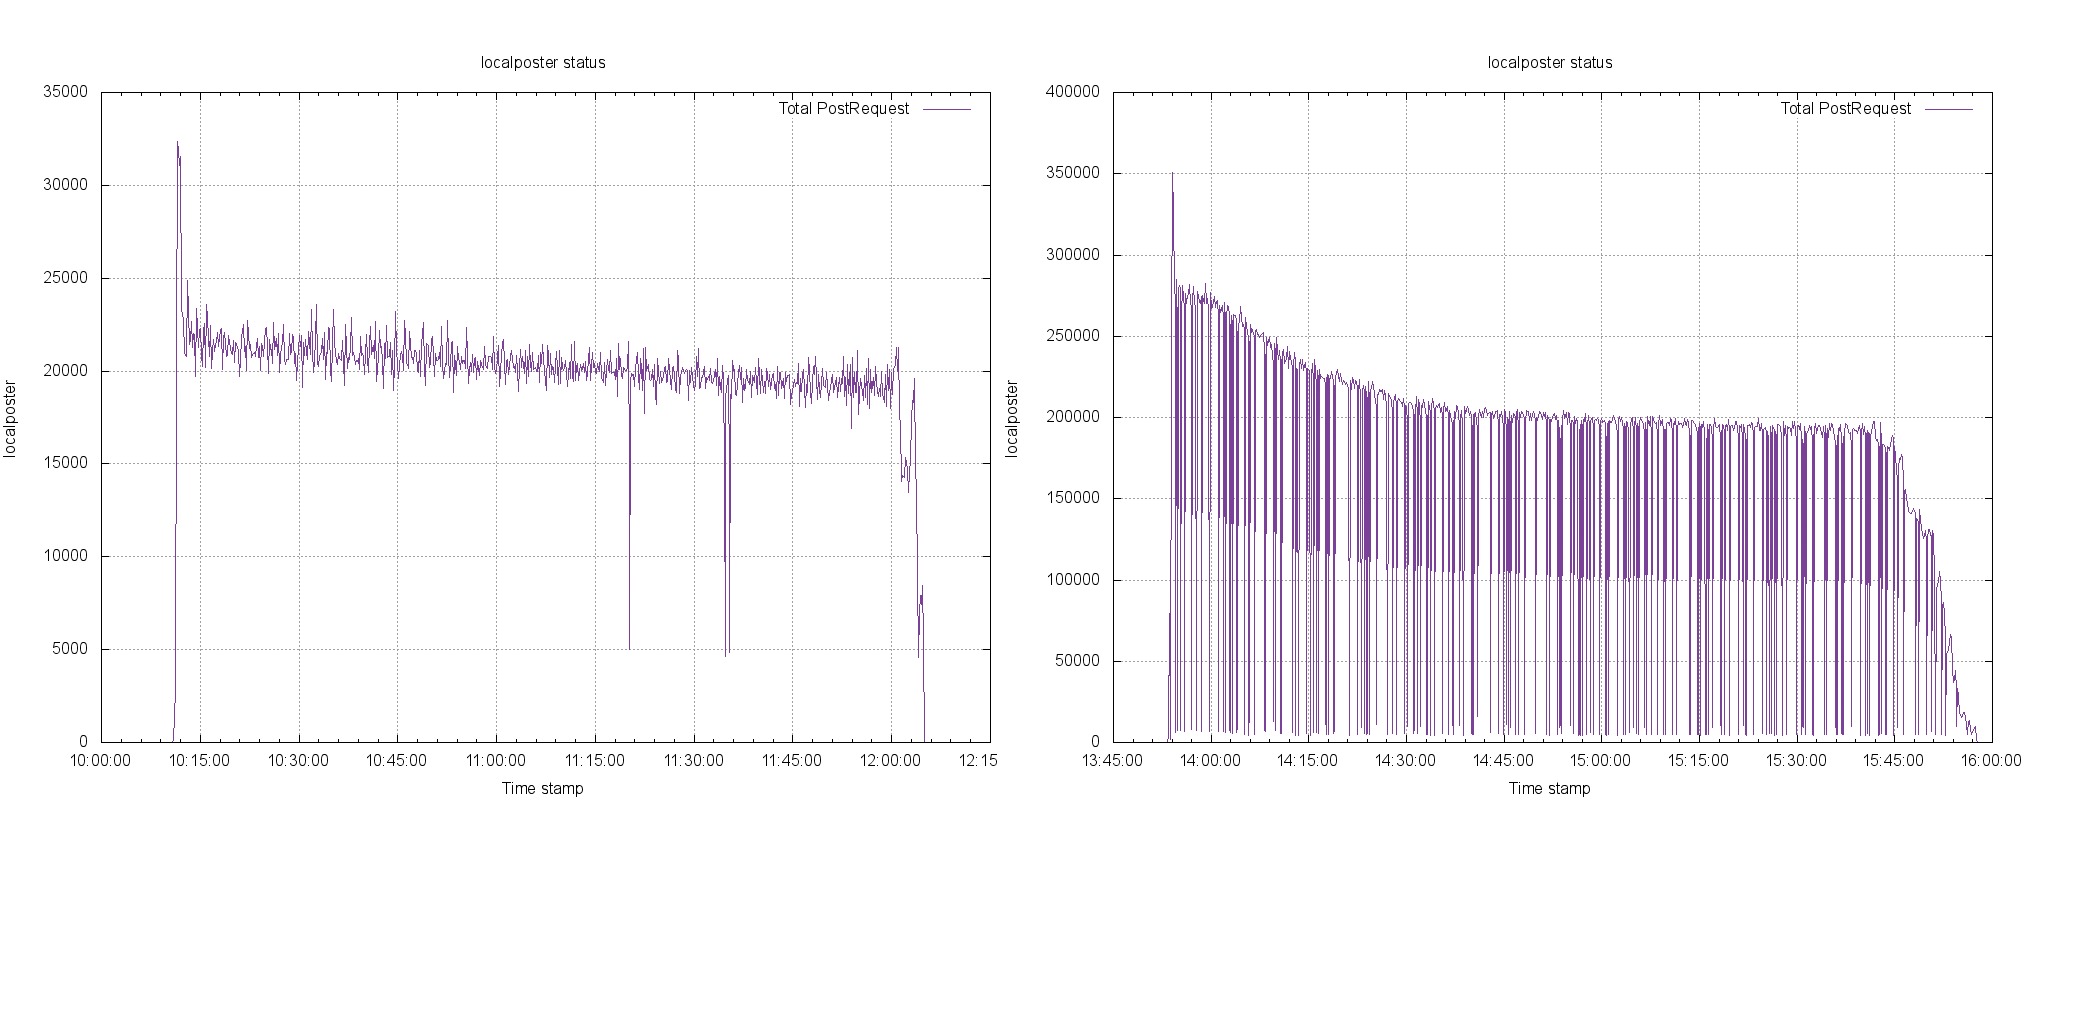 localposter status
35000
Total PostRequest
30000
25000
20000
15000
10000
5000
0
localposter
10:00:00 10:15:00 10:30:00 10:45:00 11:00:00 11:15:00 11:30:00 11:45:00 12:00:00 12:15
Time stamp
localposter status
400000
Total PostRequest
350000
300000
250000
200000
150000
100000
50000
0
localposter
13:45:00 14:00:00 14:15:00 14:30:00 14:45:00 15:00:00 15:15:00 15:30:00 15:45:00 16:00:00
Time stamp